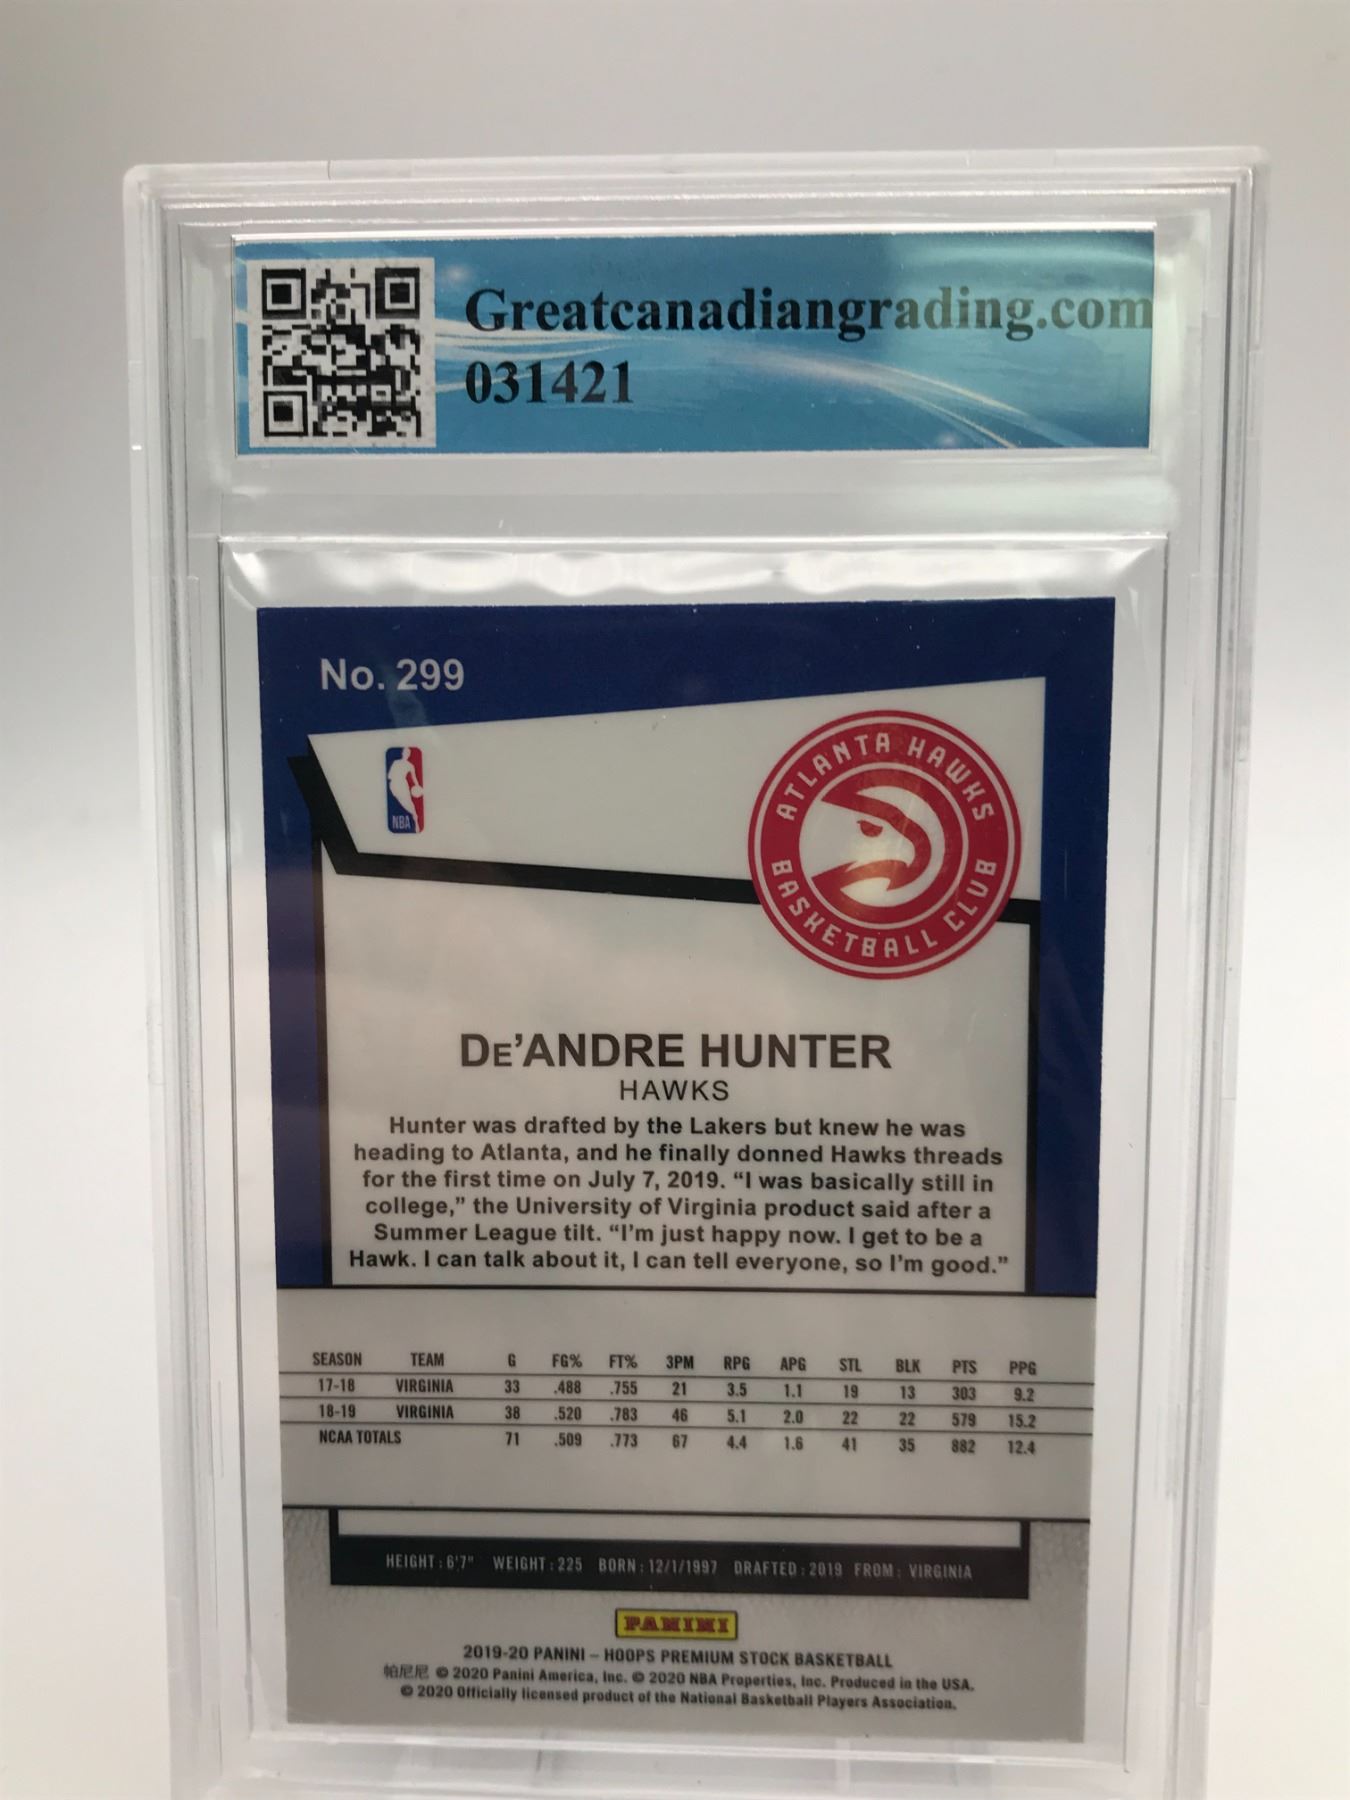 Greatcanadiangrading.com
031421
No. 299
NBA
ATLANTA HAWKS
BASKETBALL CLUB
DE'ANDRE HUNTER
HAWKS
Hunter was drafted by the Lakers but knew he was
heading to Atlanta, and he finally donned Hawks threads
for the first time on July 7, 2019. “I was basically still in
college,” the University of Virginia product said after a
Summer League tilt. “I'm just happy now. I get to be a
Hawk. I can talk about it, I can tell everyone, so I'm good.”
SEASON TEAM G FG% FT% 3PM RPG APG STL BLK PTS PPG
17-18 VIRGINIA 33 .488 .755 21 3.5 1.1 19 13 303 9.2
18-19 VIRGINIA 38 .520 .783 46 5.1 2.0 22 22 579 15.2
NCAA TOTALS 71 .509 .773 67 4.4 1.6 41 35 882 12.4
HEIGHT : 6'7" WEIGHT : 225 BORN : 12/1/1997 DRAFTED : 2019 FROM : VIRGINIA
PANINI
2019-20 PANINI – HOOPS PREMIUM STOCK BASKETBALL
帕尼尼 © 2020 Panini America, Inc. © 2020 NBA Properties, Inc. Produced in the USA.
© 2020 Officially licensed product of the National Basketball Players Association.